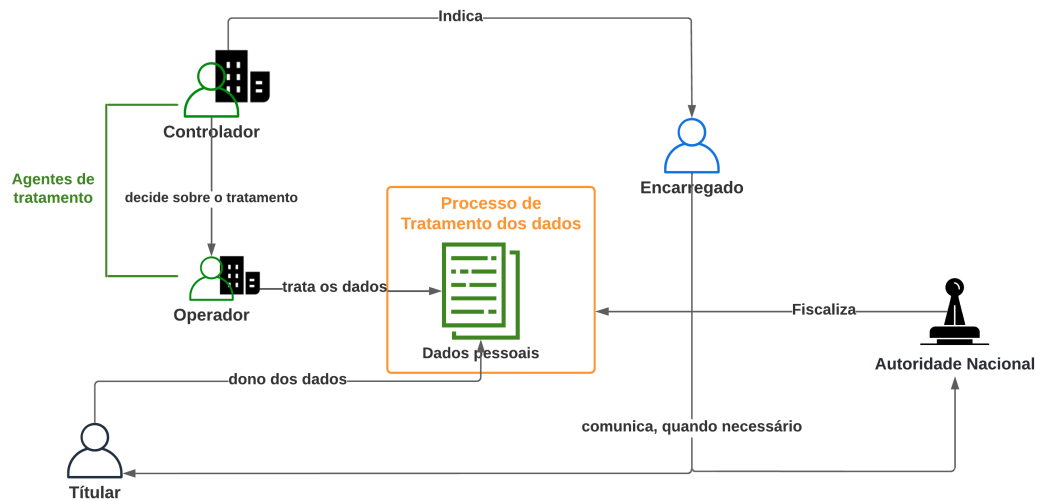 Indica
Controlador
Encarregado
Agentes de
tratamento
decide sobre o tratamento
Processo de
Tratamento dos dados
trata os dados
Operador
Fiscaliza
Dados pessoais
Autoridade Nacional
dono dos dados
comunica, quando necessário
Títular